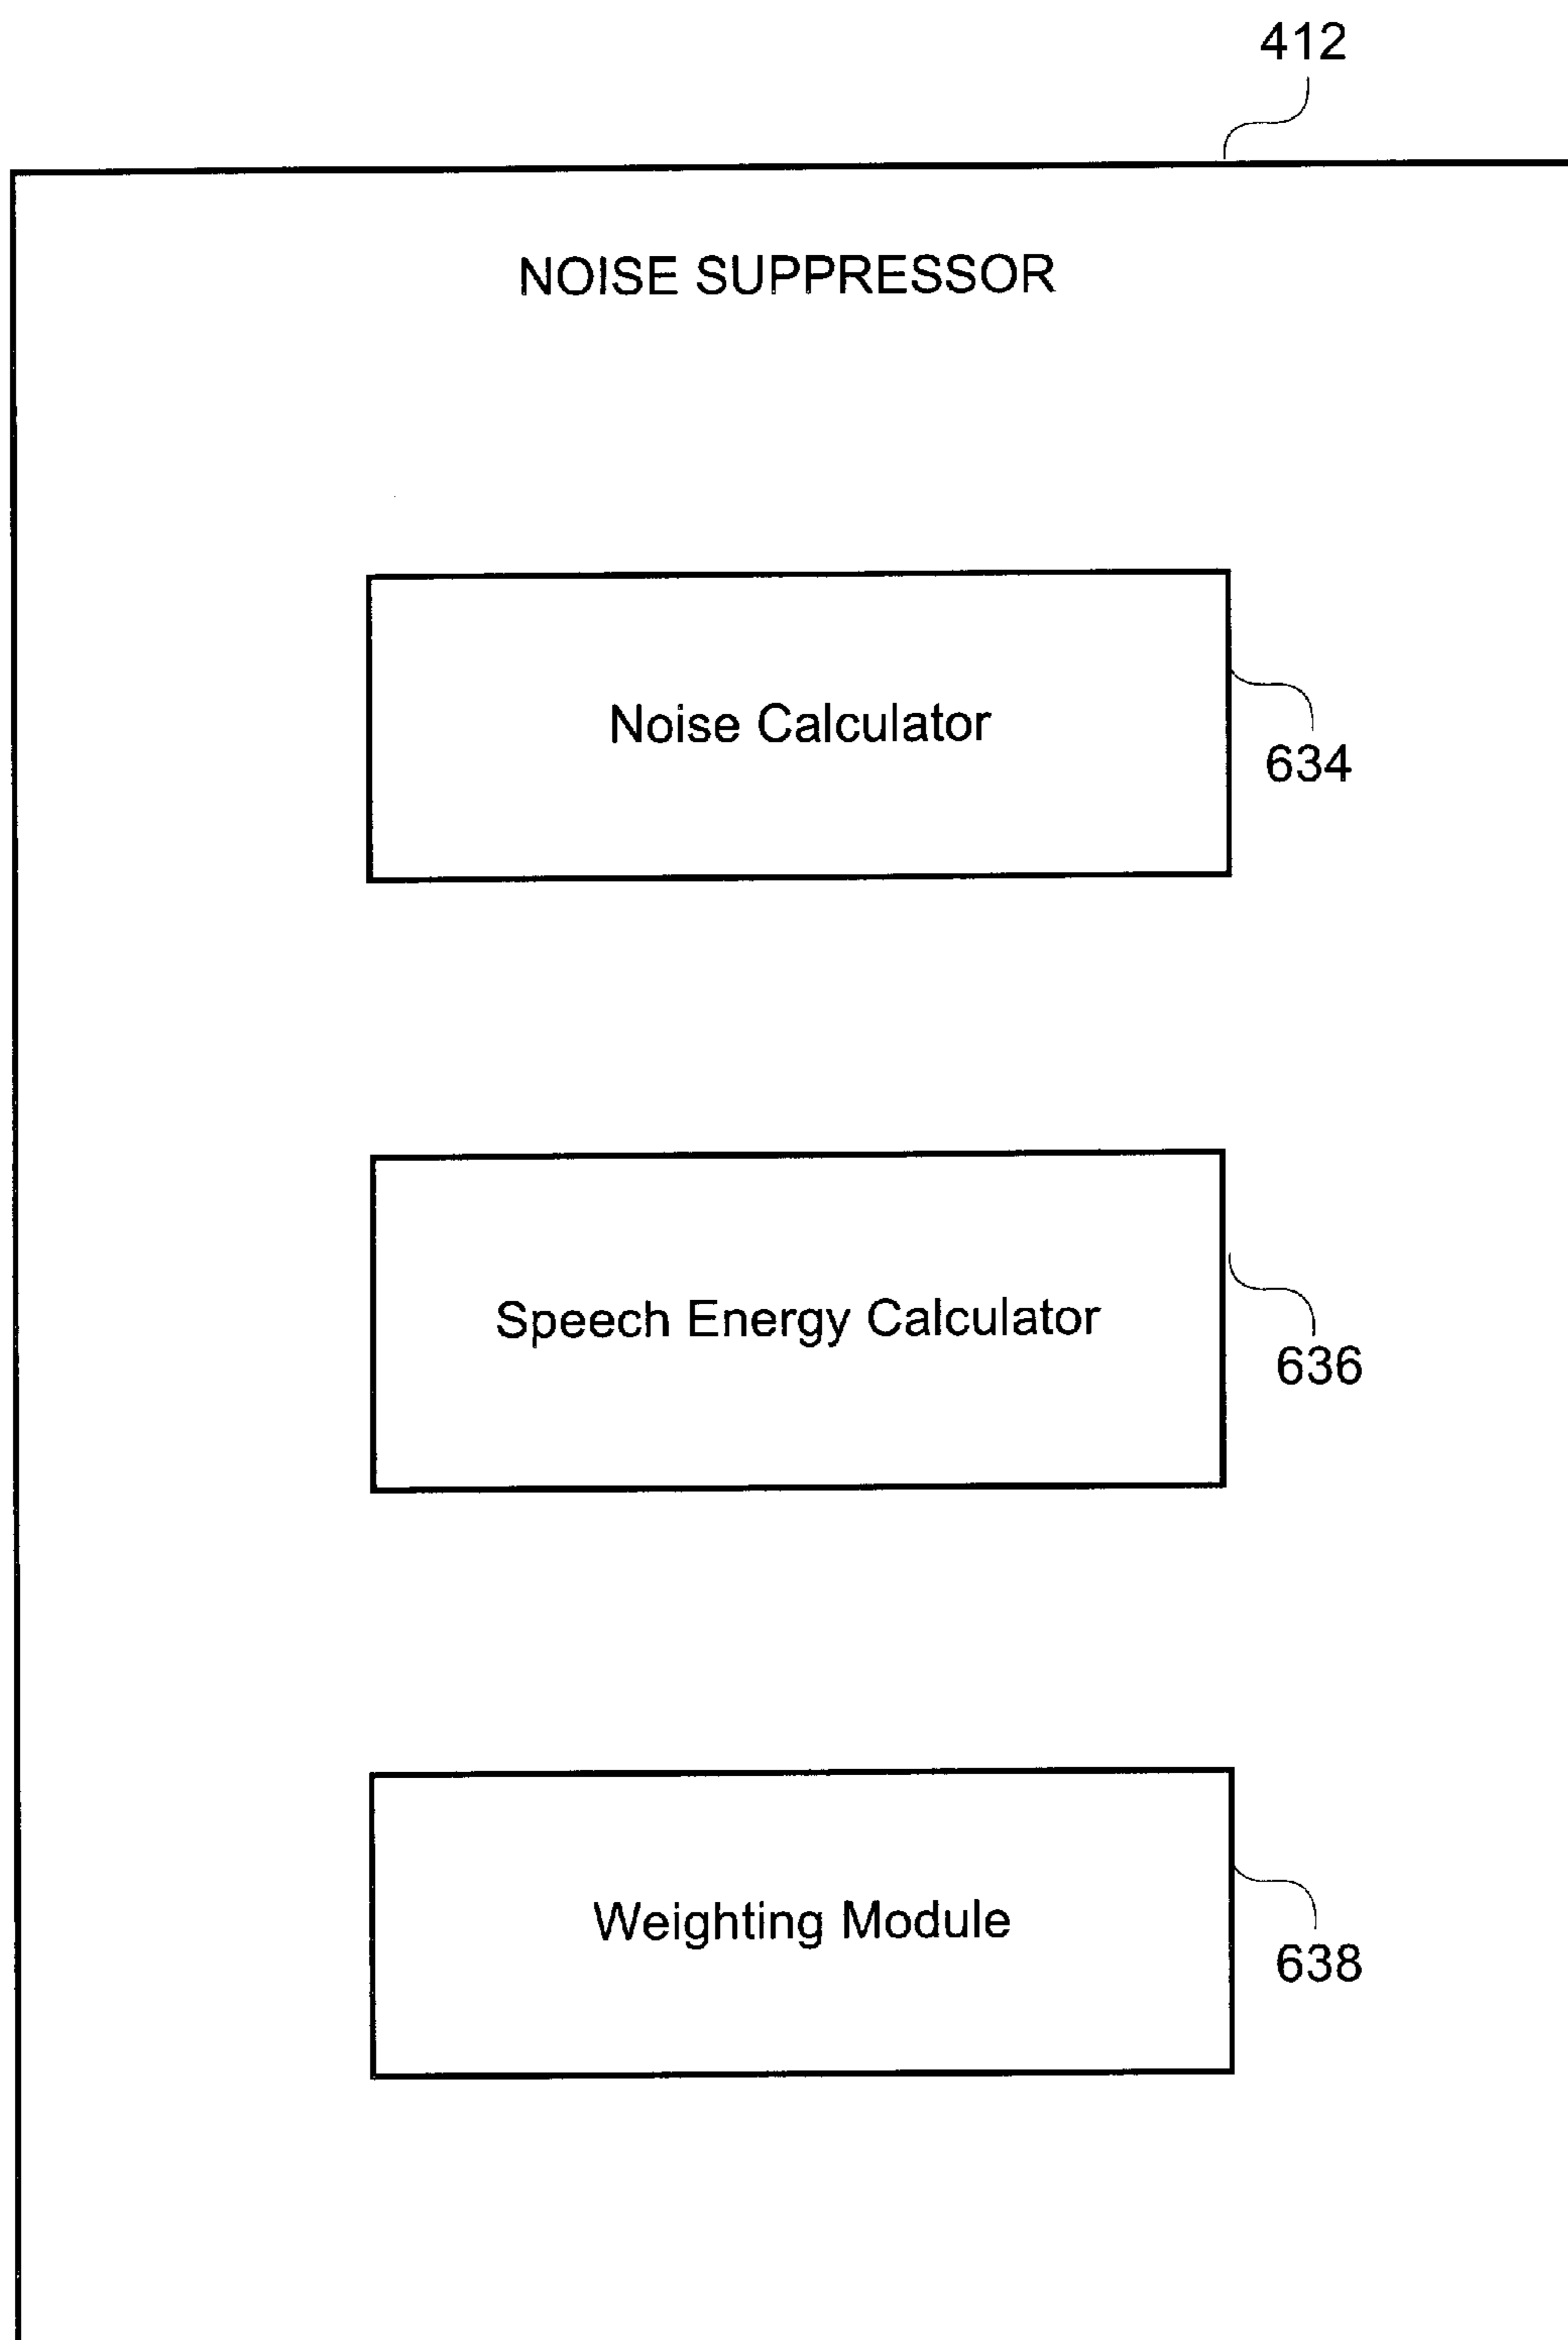 412
NOISE SUPPRESSOR
Noise Calculator
634
Speech Energy Calculator
636
Weighting Module
638